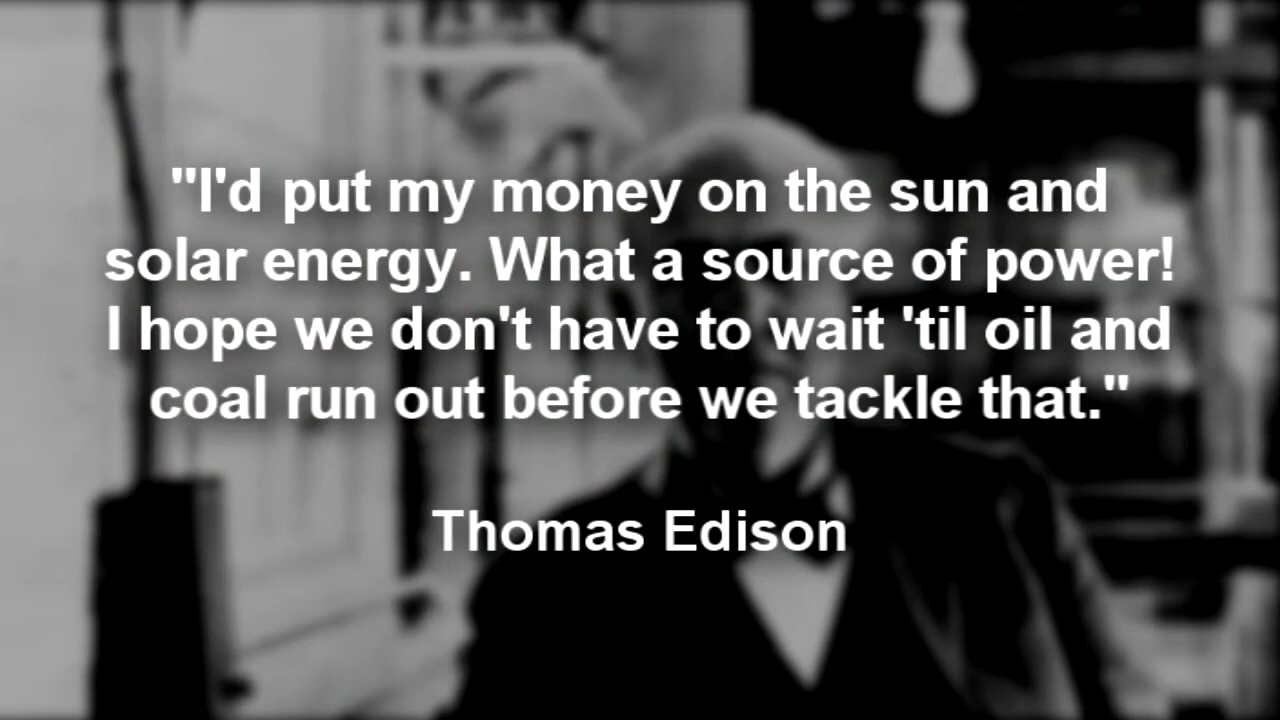 "I'd put my money on the sun and
solar energy. What a source of power!
I hope we don't have to wait 'til oil and
coal run out before we tackle that."
Thomas Edison